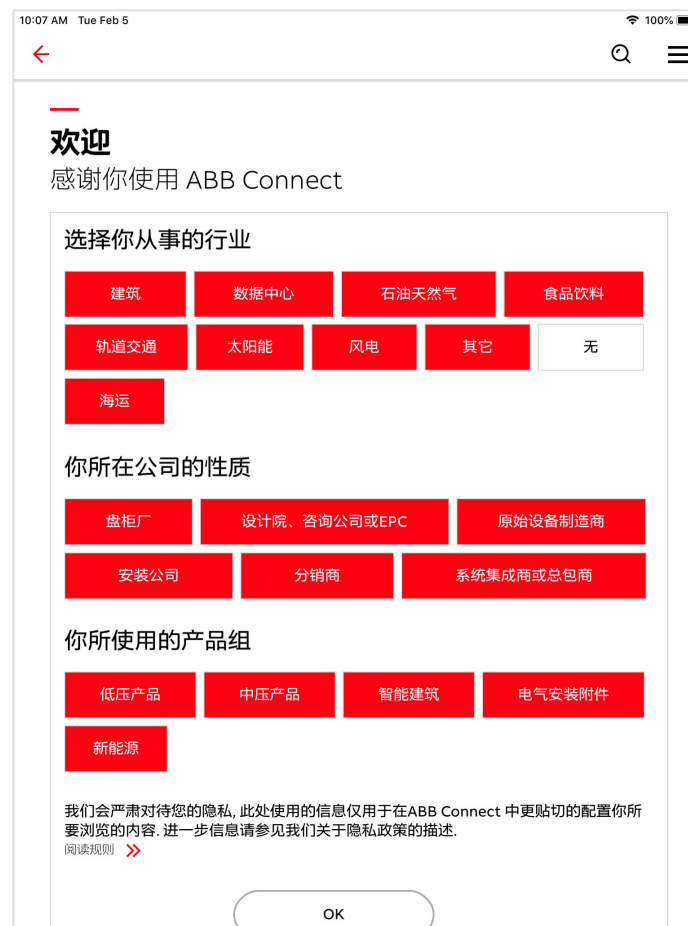 10:07 AM Tue Feb 5 100%
欢迎
感谢你使用 ABB Connect
选择你从事的行业
建筑 数据中心 石油天然气 食品饮料
轨道交通 太阳能 风电 其它 无
海运
你所在公司的性质
盘柜厂 设计院、咨询公司或EPC 原始设备制造商
安装公司 分销商 系统集成商或总包商
你所使用的产品组
低压产品 中压产品 智能建筑 电气安装附件
新能源
我们会严肃对待您的隐私, 此处使用的信息仅用于在ABB Connect 中更贴切的配置你所
要浏览的内容. 进一步信息请参见我们关于隐私政策的描述.
阅读规则
OK